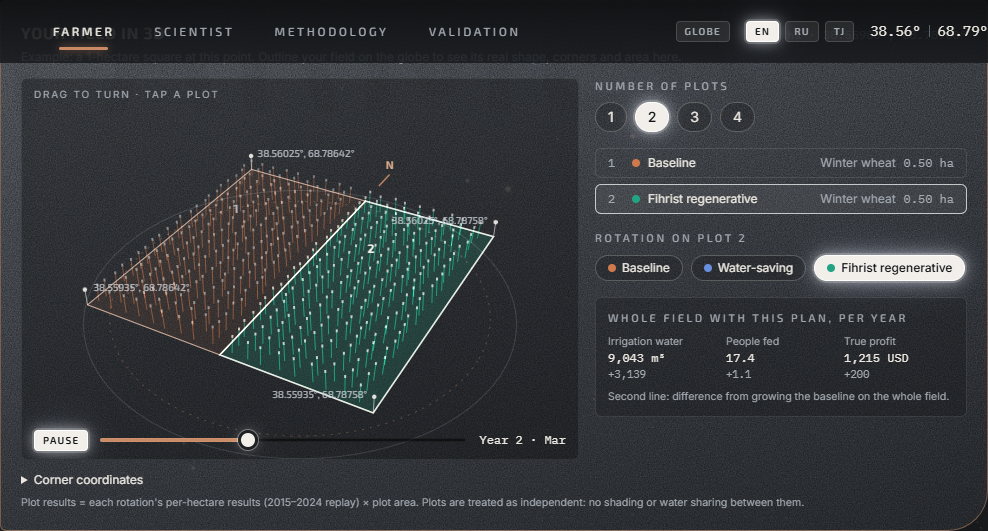 FARMER SCIENTIST METHODOLOGY VALIDATION GLOBE EN RU TJ 38.56° 68.79°
DRAG TO TURN · TAP A PLOT
38.56025°, 68.78642°
N
38.56025°, 68.78758°
1
2
38.55935°, 68.78642°
38.55935°, 68.78758°
PAUSE Year 2 · Mar
NUMBER OF PLOTS
1 2 3 4
1 Baseline Winter wheat 0.50 ha
2 Fihrist regenerative Winter wheat 0.50 ha
ROTATION ON PLOT 2
Baseline Water-saving Fihrist regenerative
WHOLE FIELD WITH THIS PLAN, PER YEAR
Irrigation water People fed True profit
9,043 m³ 17.4 1,215 USD
+3,139 +1.1 +200
Second line: difference from growing the baseline on the whole field.
Corner coordinates
Plot results = each rotation's per-hectare results (2015–2024 replay) × plot area. Plots are treated as independent: no shading or water sharing between them.